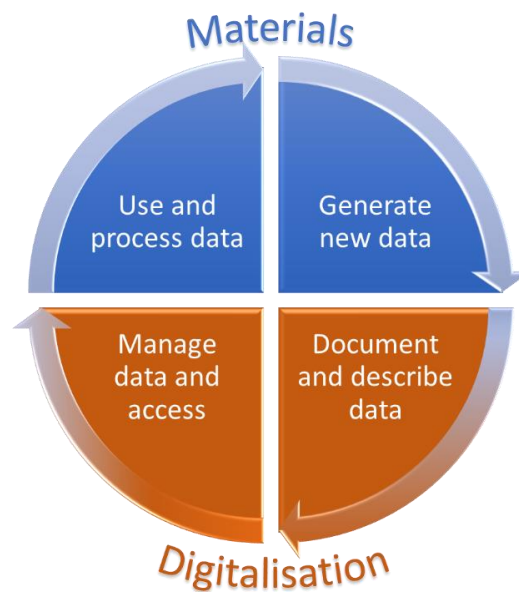 Materials
Use and
process data
Generate
new data
Manage
data and
access
Document
and describe
data
Digitalisation